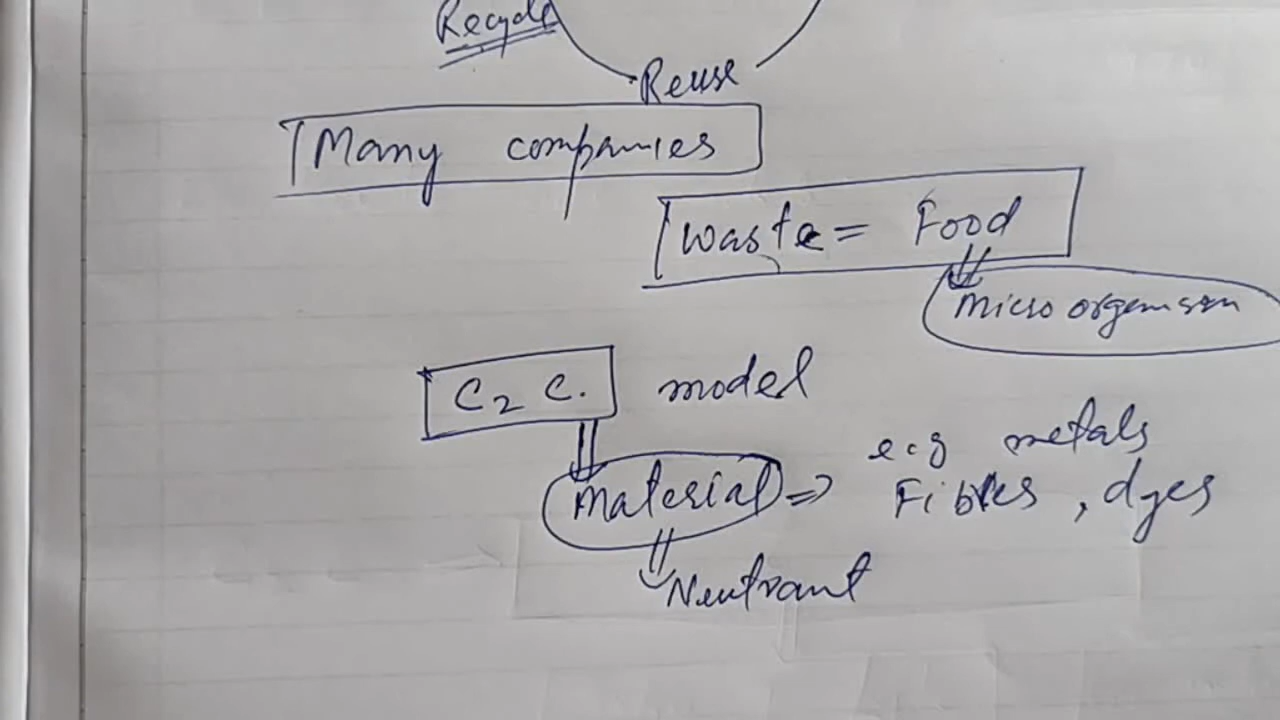 Recycle
Reuse
Many companies
Waste = Food
Micro organism
C2 C. model
e.g metals
Material => Fibres, dyes
Neutrant